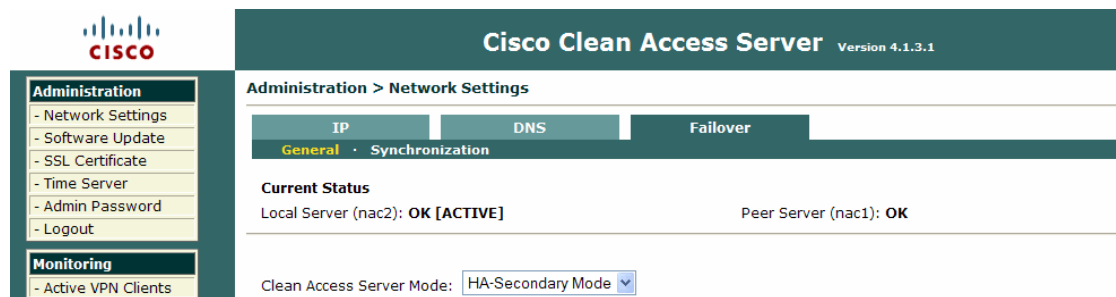 CISCO
Cisco Clean Access Server Version 4.1.3.1
Administration
- Network Settings
- Software Update
- SSL Certificate
- Time Server
- Admin Password
- Logout
Monitoring
- Active VPN Clients
Administration > Network Settings
IP DNS Failover
General · Synchronization
Current Status
Local Server (nac2): OK [ACTIVE] Peer Server (nac1): OK
Clean Access Server Mode: HA-Secondary Mode